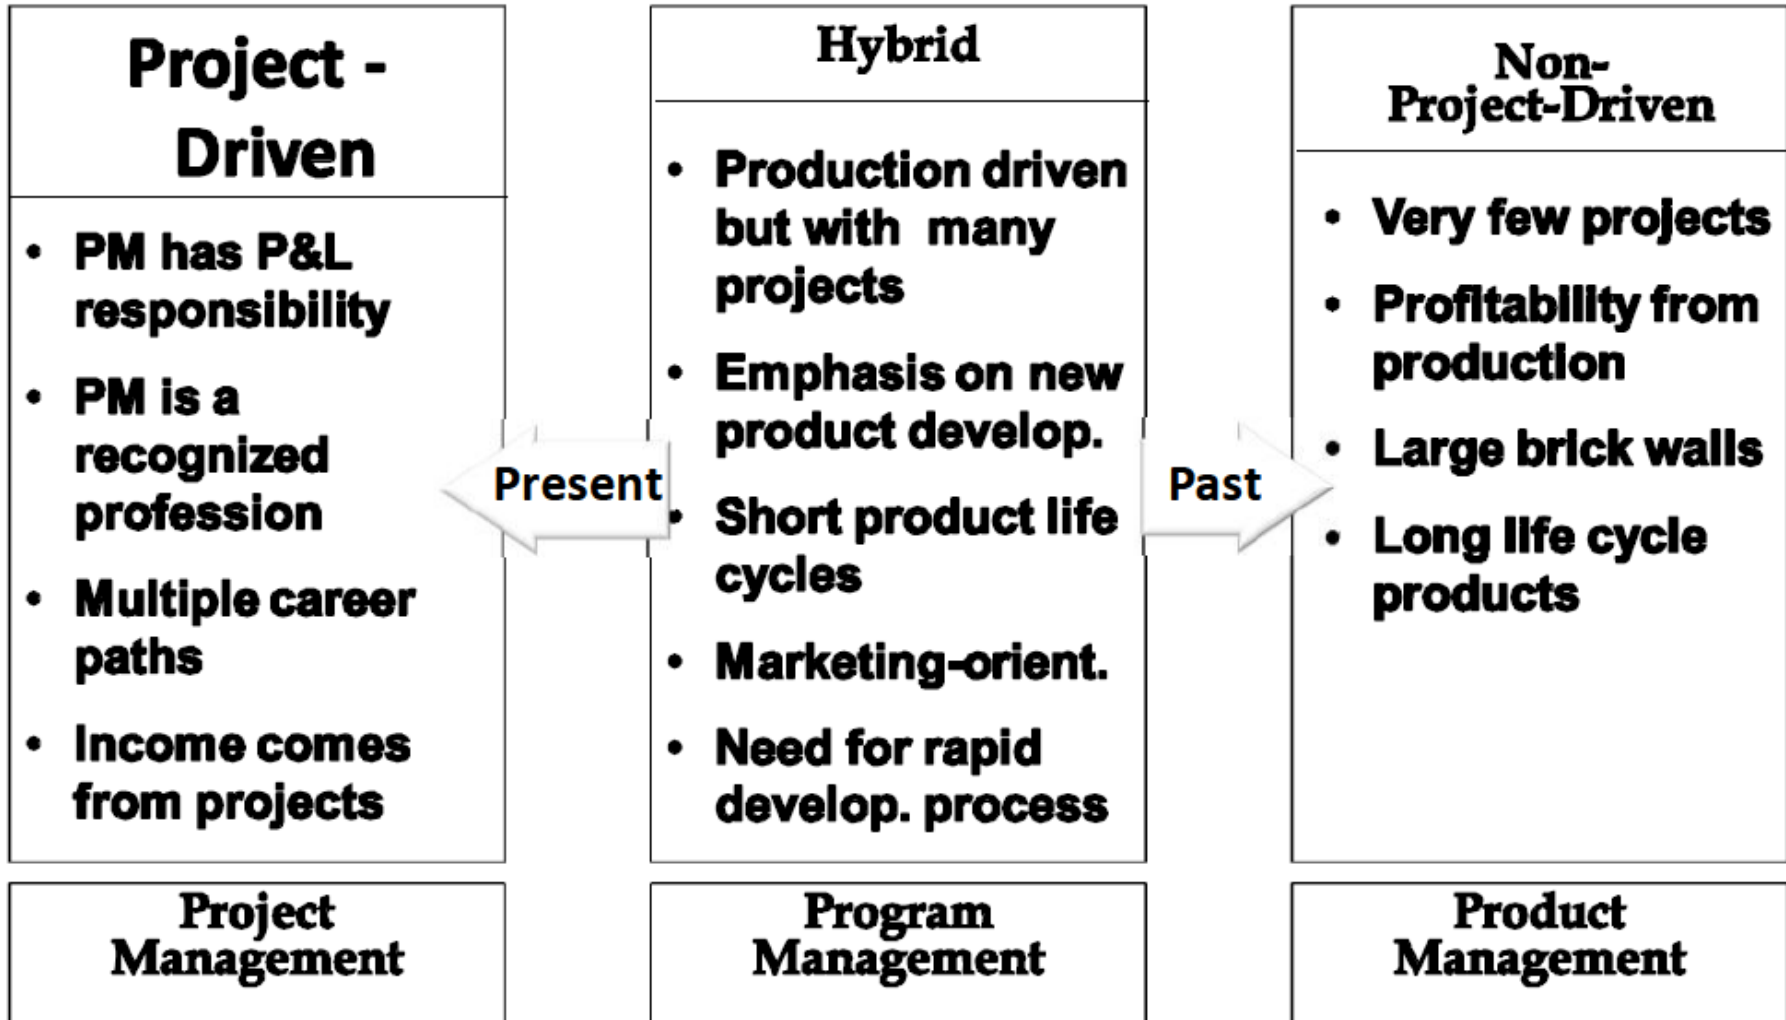 Project -
Driven
• PM has P&L
responsibility
• PM is a
recognized
profession
• Multiple career
paths
• Income comes
from projects
Project
Management
Present
Hybrid
• Production driven
but with many
projects
• Emphasis on new
product develop.
• Short product life
cycles
• Marketing-orient.
• Need for rapid
develop. process
Program
Management
Past
Non-
Project-Driven
• Very few projects
• Profitability from
production
• Large brick walls
• Long life cycle
products
Product
Management